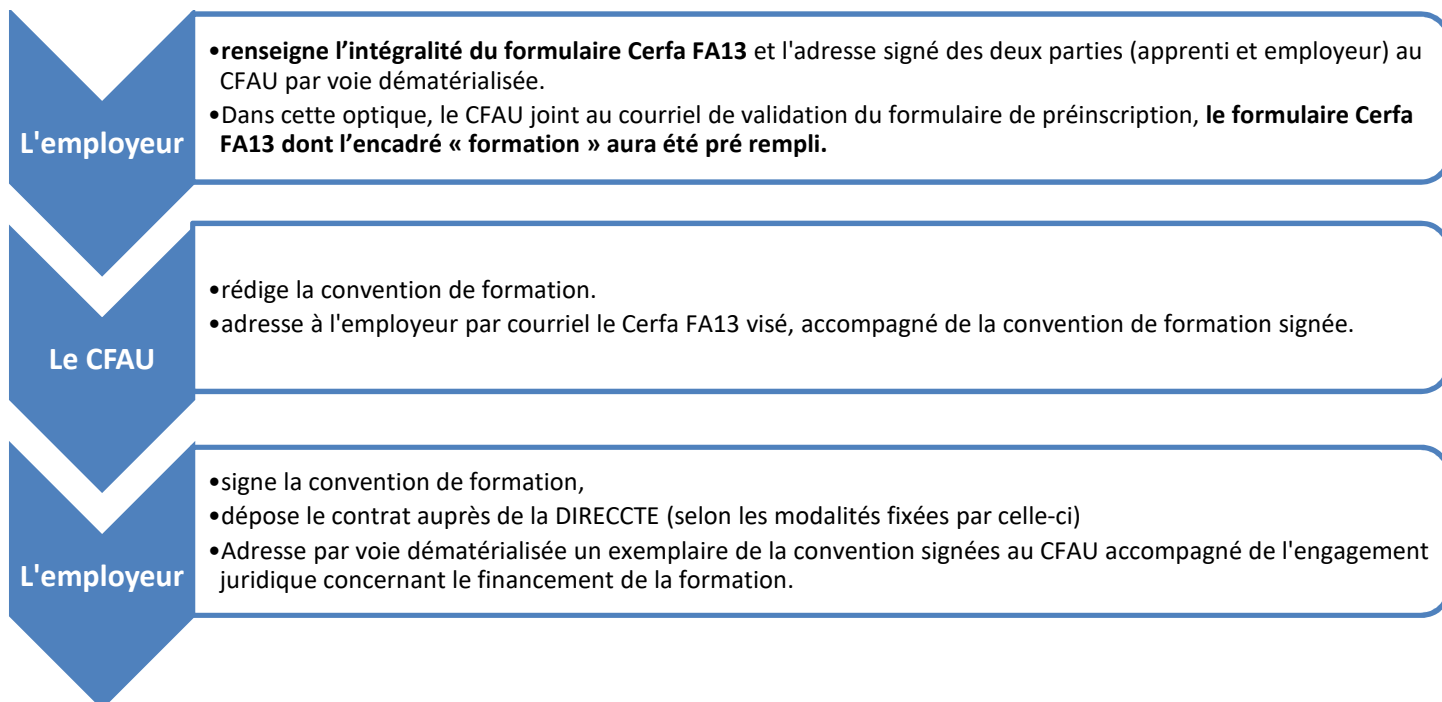 L'employeur
•renseigne l’intégralité du formulaire Cerfa FA13 et l'adresse signé des deux parties (apprenti et employeur) au
CFAU par voie dématérialisée.
•Dans cette optique, le CFAU joint au courriel de validation du formulaire de préinscription, le formulaire Cerfa
FA13 dont l’encadré « formation » aura été pré rempli.
Le CFAU
•rédige la convention de formation.
•adresse à l'employeur par courriel le Cerfa FA13 visé, accompagné de la convention de formation signée.
L'employeur
•signe la convention de formation,
•dépose le contrat auprès de la DIRECCTE (selon les modalités fixées par celle-ci)
•Adresse par voie dématérialisée un exemplaire de la convention signées au CFAU accompagné de l'engagement
juridique concernant le financement de la formation.